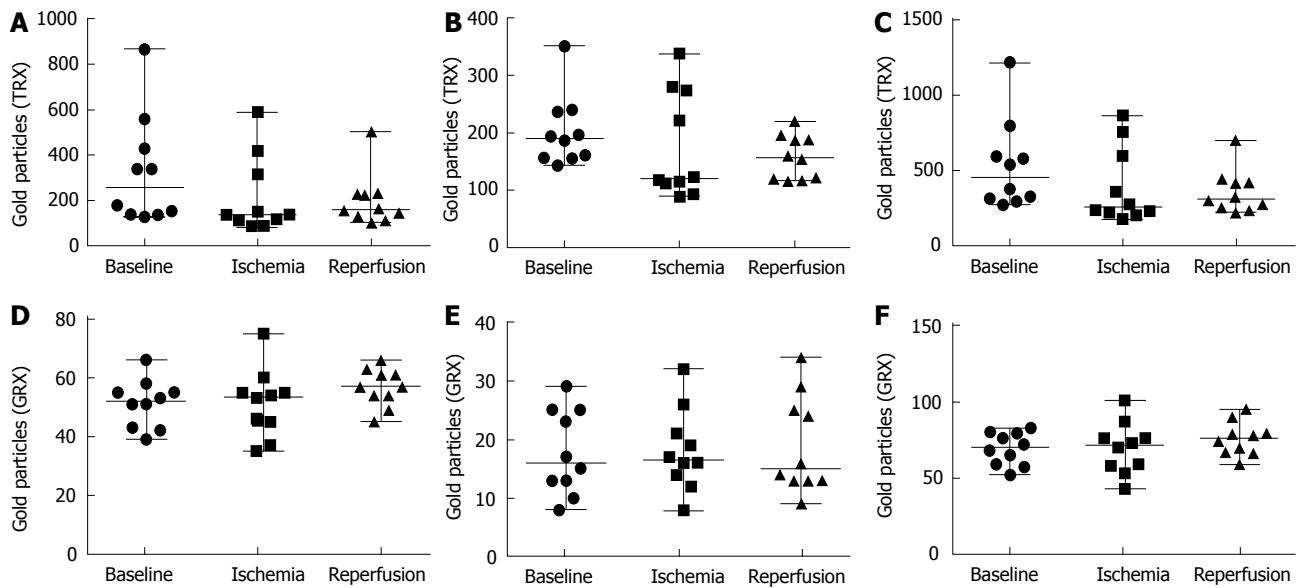 A
Gold particles (TRX)
1000
800
600
400
200
0
Baseline Ischemia Reperfusion
B
Gold particles (TRX)
400
300
200
100
0
Baseline Ischemia Reperfusion
C
Gold particles (TRX)
1500
1000
500
0
Baseline Ischemia Reperfusion
D
Gold particles (GRX)
80
60
40
20
0
Baseline Ischemia Reperfusion
E
Gold particles (GRX)
40
30
20
10
0
Baseline Ischemia Reperfusion
F
Gold particles (GRX)
150
100
50
0
Baseline Ischemia Reperfusion